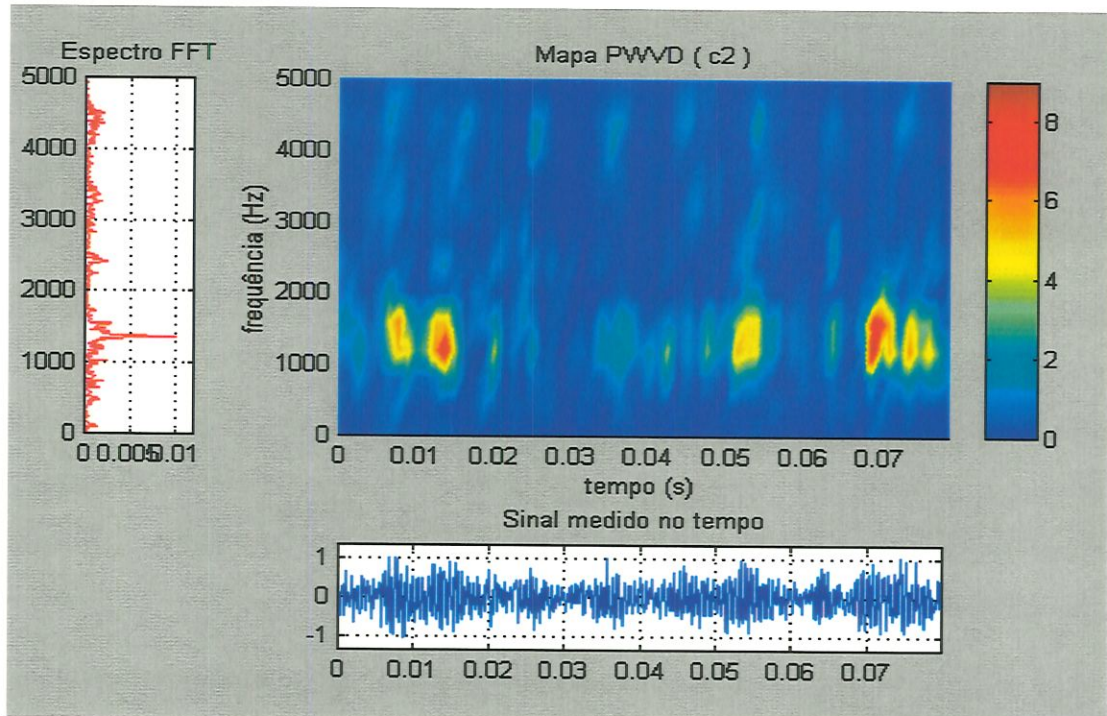 Espectro FFT
5000
4000
3000
2000
1000
0
0 0.005 0.01
Mapa PWVD ( c2 )
frequência (Hz)
5000
4000
3000
2000
1000
0
0 0.01 0.02 0.03 0.04 0.05 0.06 0.07
tempo (s)
8
6
4
2
0
Sinal medido no tempo
1
0
-1
0 0.01 0.02 0.03 0.04 0.05 0.06 0.07